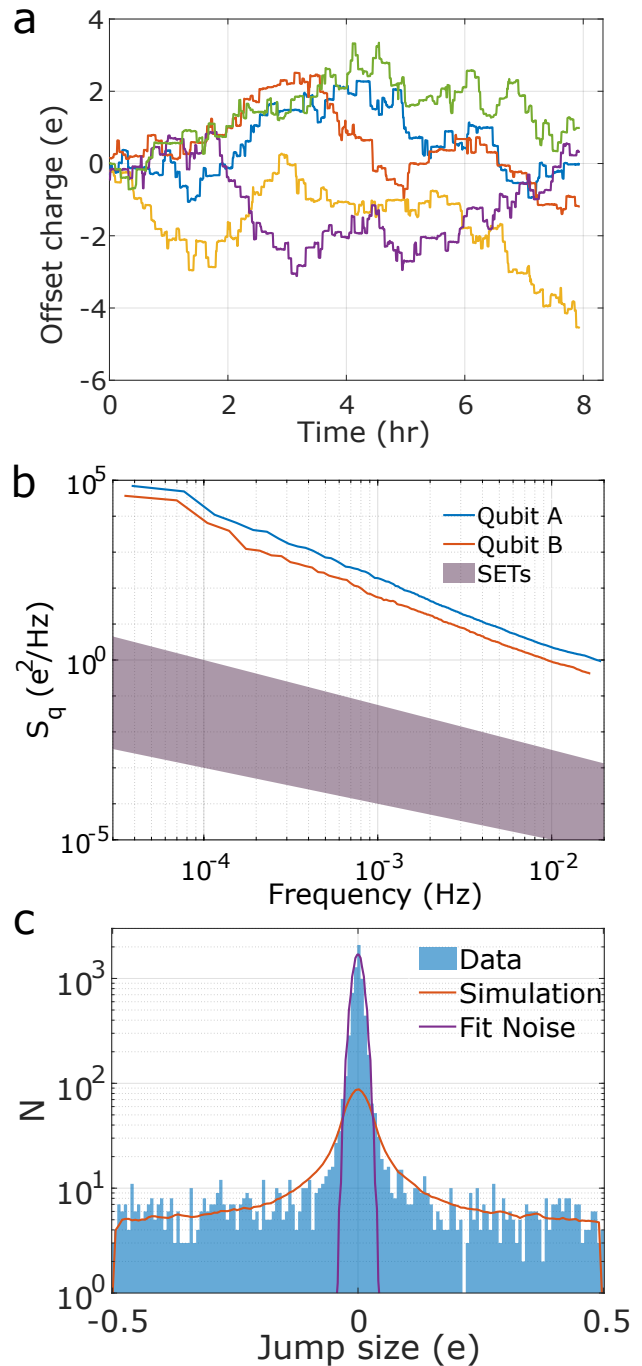 a
4
2
0
-2
-4
-6
Offset charge (e)
0 2 4 6 8
Time (hr)
b
10^5
10^0
10^-5
S_q (e^2/Hz)
Qubit A
Qubit B
SETs
10^-4 10^-3 10^-2
Frequency (Hz)
c
10^3
10^2
10^1
10^0
N
Data
Simulation
Fit Noise
-0.5 0 0.5
Jump size (e)